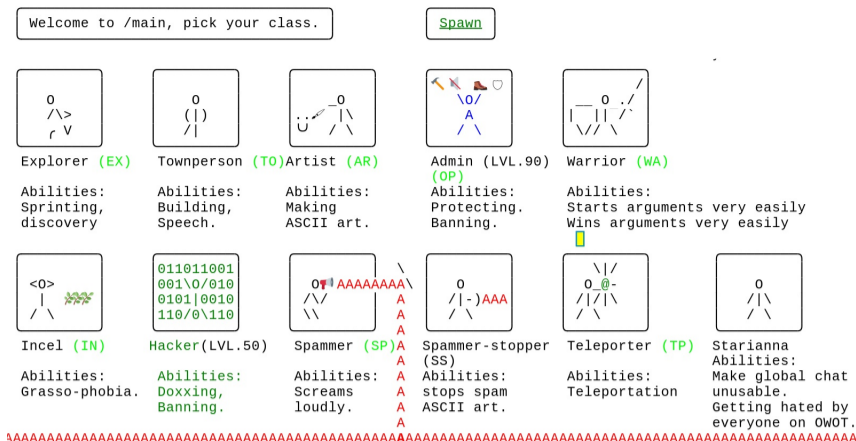 Welcome to /main, pick your class.
Spawn
Explorer (EX)
Abilities:
Sprinting,
discovery
Townperson (TO)
Abilities:
Building,
Speech.
Artist (AR)
Abilities:
Making
ASCII art.
Admin (LVL.90)
(OP)
Abilities:
Protecting.
Banning.
Warrior (WA)
Abilities:
Starts arguments very easily
Wins arguments very easily
011011001
001\O/010
0101|0010
110/0\110
AAAAAAAA
A
A
A
A
A
A
A
A
A
AAA
Incel (IN)
Abilities:
Grasso-phobia.
Hacker(LVL.50)
Abilities:
Doxxing,
Banning.
Spammer (SP)
Abilities:
Screams
loudly.
Spammer-stopper
(SS)
Abilities:
stops spam
ASCII art.
Teleporter (TP)
Abilities:
Teleportation
Starianna
Abilities:
Make global chat
unusable.
Getting hated by
everyone on OWOT.